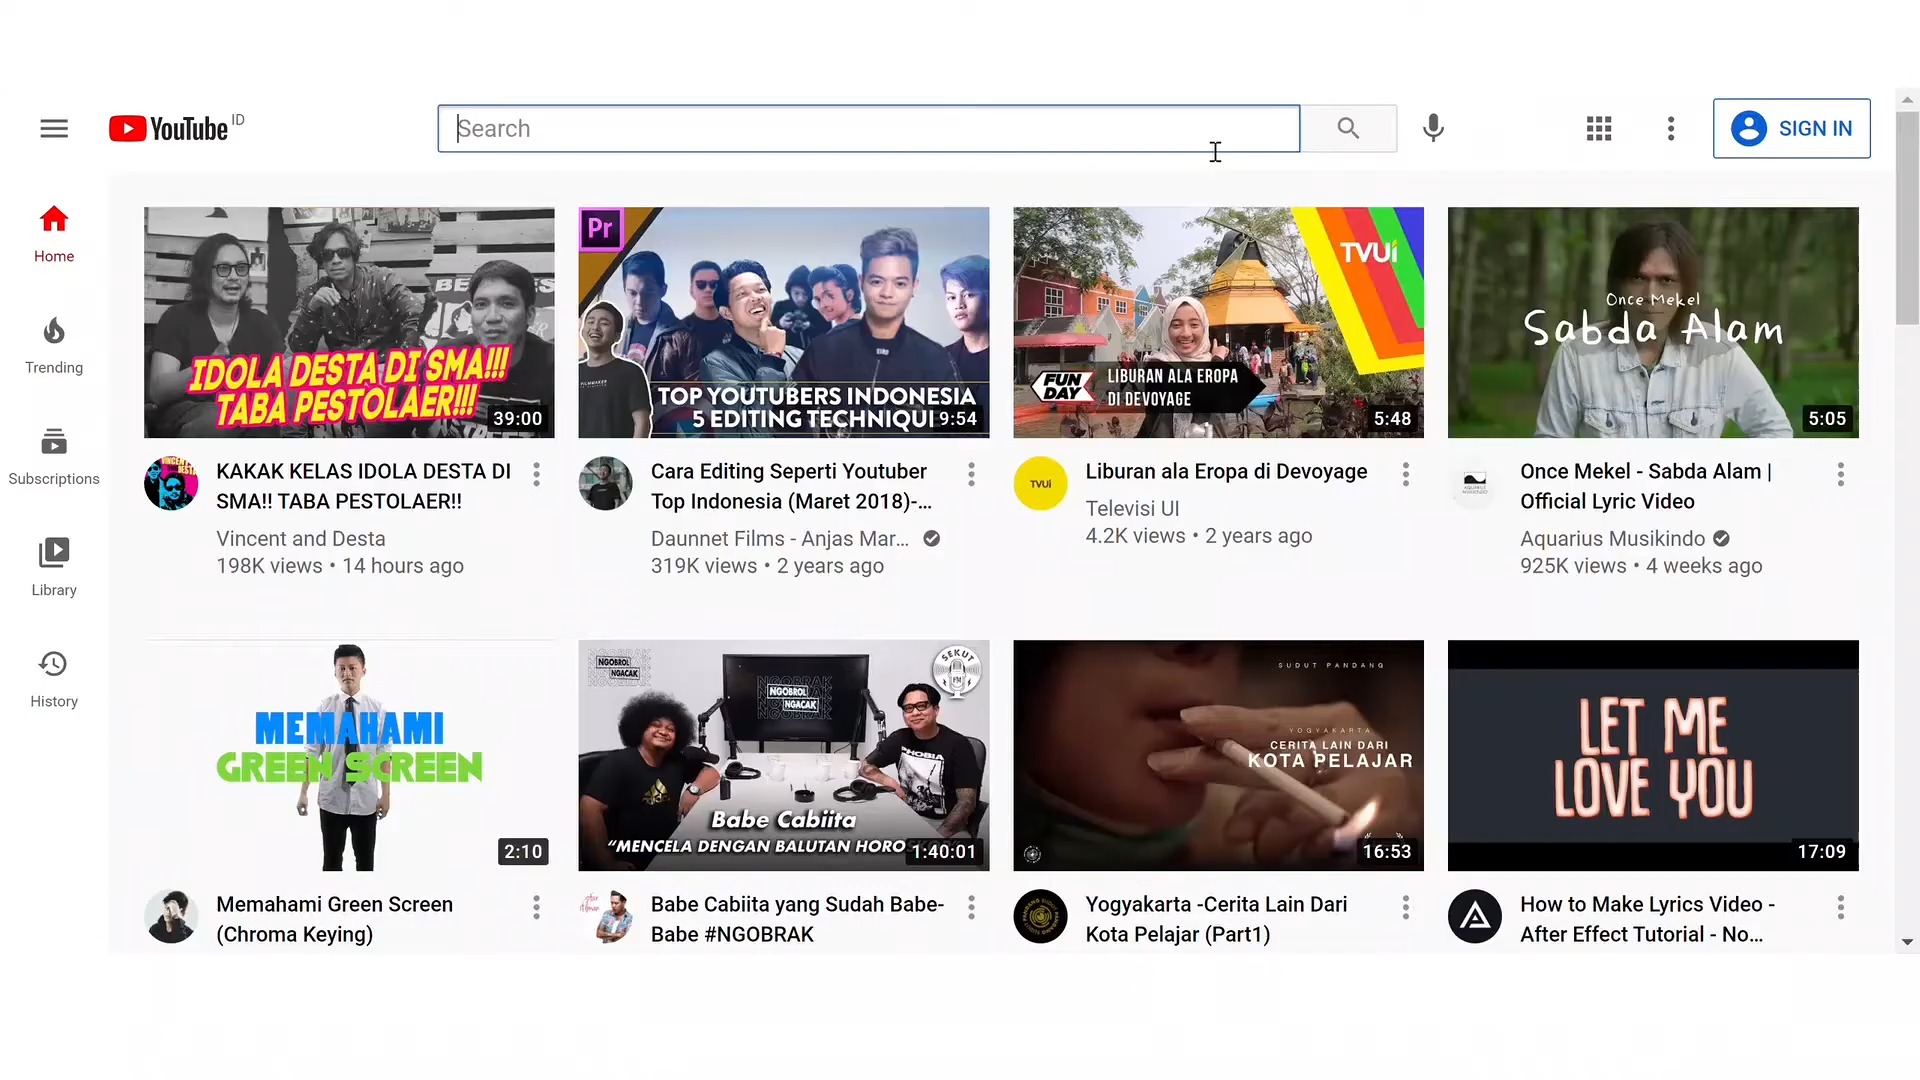 YouTube ID
Search
SIGN IN
Home
Trending
Subscriptions
Library
History
IDOLA DESTA DI SMA!!!
TABA PESTOLAER!!!
39:00
KAKAK KELAS IDOLA DESTA DI
SMA!! TABA PESTOLAER!!
Vincent and Desta
198K views • 14 hours ago
Pr
TOP YOUTUBERS INDONESIA
5 EDITING TECHNIQU
9:54
Cara Editing Seperti Youtuber
Top Indonesia (Maret 2018)-...
Daunnet Films - Anjas Mar...
319K views • 2 years ago
TVUi
FUN DAY
LIBURAN ALA EROPA
DI DEVOYAGE
5:48
TVUi
Liburan ala Eropa di Devoyage
Televisi UI
4.2K views • 2 years ago
Once Mekel
Sabda Alam
5:05
Once Mekel - Sabda Alam |
Official Lyric Video
Aquarius Musikindo
925K views • 4 weeks ago
MEMAHAMI
GREEN SCREEN
2:10
Memahami Green Screen
(Chroma Keying)
NGOBROL
NGACAK
NGOBROL
NGACAK
SEKUT
FM
PHOBIA
Babe Cabiita
"MENCELA DENGAN BALUTAN HORO
1:40:01
Babe Cabiita yang Sudah Babe-
Babe #NGOBRAK
SUDUT PANDANG
YOGYAKARTA
CERITA LAIN DARI
KOTA PELAJAR
16:53
Yogyakarta -Cerita Lain Dari
Kota Pelajar (Part1)
LET ME
LOVE YOU
17:09
How to Make Lyrics Video -
After Effect Tutorial - No...